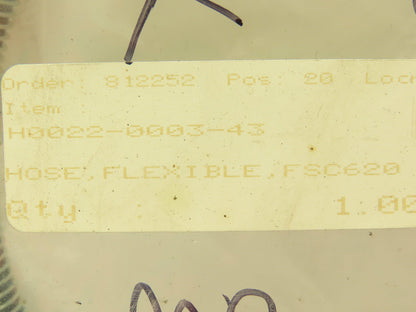 Order 812252 Pos 20 Loc
Item
H0022-0003-43
HOSE,FLEXIBLE,FSC620
Qty 1.00